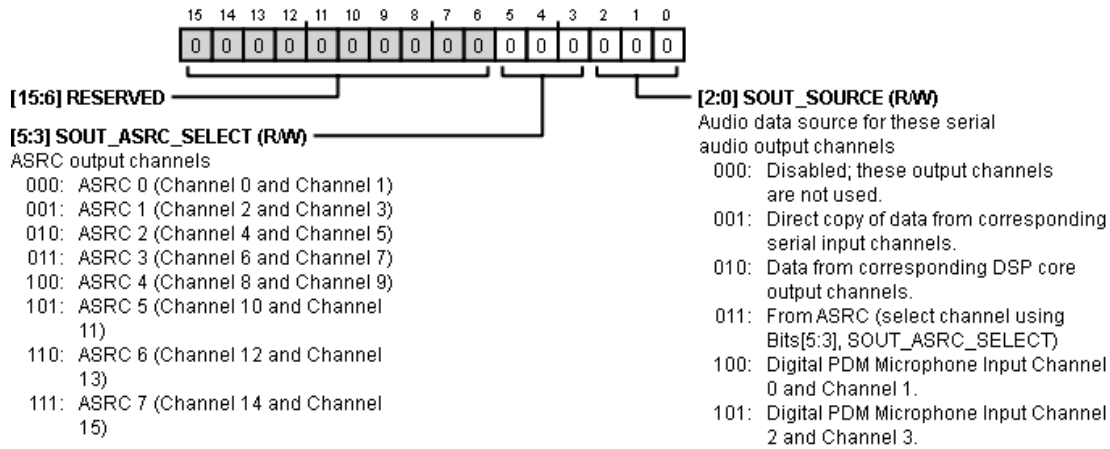 15 14 13 12 11 10 9 8 7 6 5 4 3 2 1 0
0 0 0 0 0 0 0 0 0 0 0 0 0 0 0 0
[15:6] RESERVED
[5:3] SOUT_ASRC_SELECT (R/W)
ASRC output channels
000: ASRC 0 (Channel 0 and Channel 1)
001: ASRC 1 (Channel 2 and Channel 3)
010: ASRC 2 (Channel 4 and Channel 5)
011: ASRC 3 (Channel 6 and Channel 7)
100: ASRC 4 (Channel 8 and Channel 9)
101: ASRC 5 (Channel 10 and Channel
11)
110: ASRC 6 (Channel 12 and Channel
13)
111: ASRC 7 (Channel 14 and Channel
15)
[2:0] SOUT_SOURCE (R/W)
Audio data source for these serial
audio output channels
000: Disabled; these output channels
are not used.
001: Direct copy of data from corresponding
serial input channels.
010: Data from corresponding DSP core
output channels.
011: From ASRC (select channel using
Bits[5:3], SOUT_ASRC_SELECT)
100: Digital PDM Microphone Input Channel
0 and Channel 1.
101: Digital PDM Microphone Input Channel
2 and Channel 3.